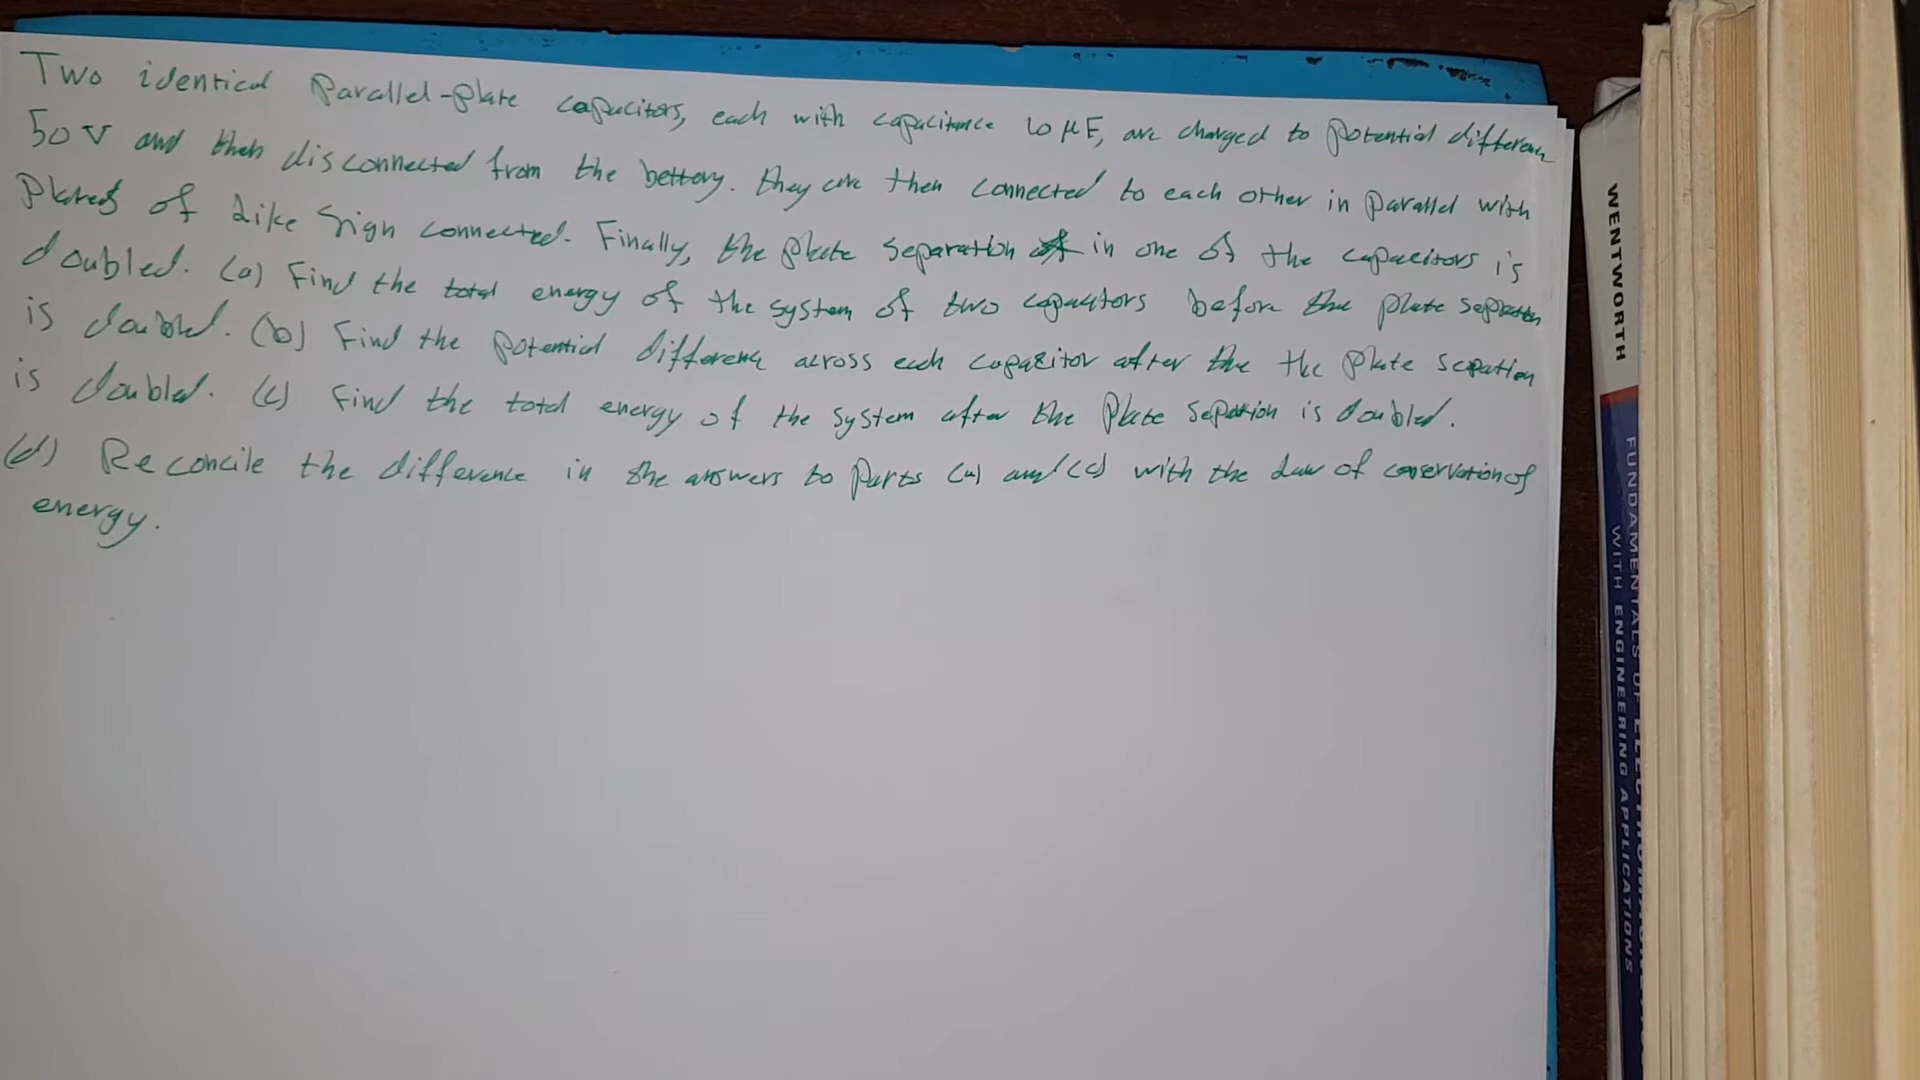 Two identical parallel-plate capacitors, each with capacitance 10 μF, are charged to potential difference
50 V and then disconnected from the bettery. they are then connected to each other in parallel with
plates of like sign connected. Finally, the plate separation in one of the capacitors is
doubled. (a) Find the total energy of the system of two capacitors before the plate
is doubled. (b) Find the potential difference across each capacitor after the the plate
is doubled. (c) Find the total energy of the system after the plate is doubled.
(d) Reconcile the difference in the answers to parts (a) and (c) with the law of conservation of
energy.
WENTWORTH
FUNDAMENTALS OF
WITH ENGINEERING APPLICATIONS